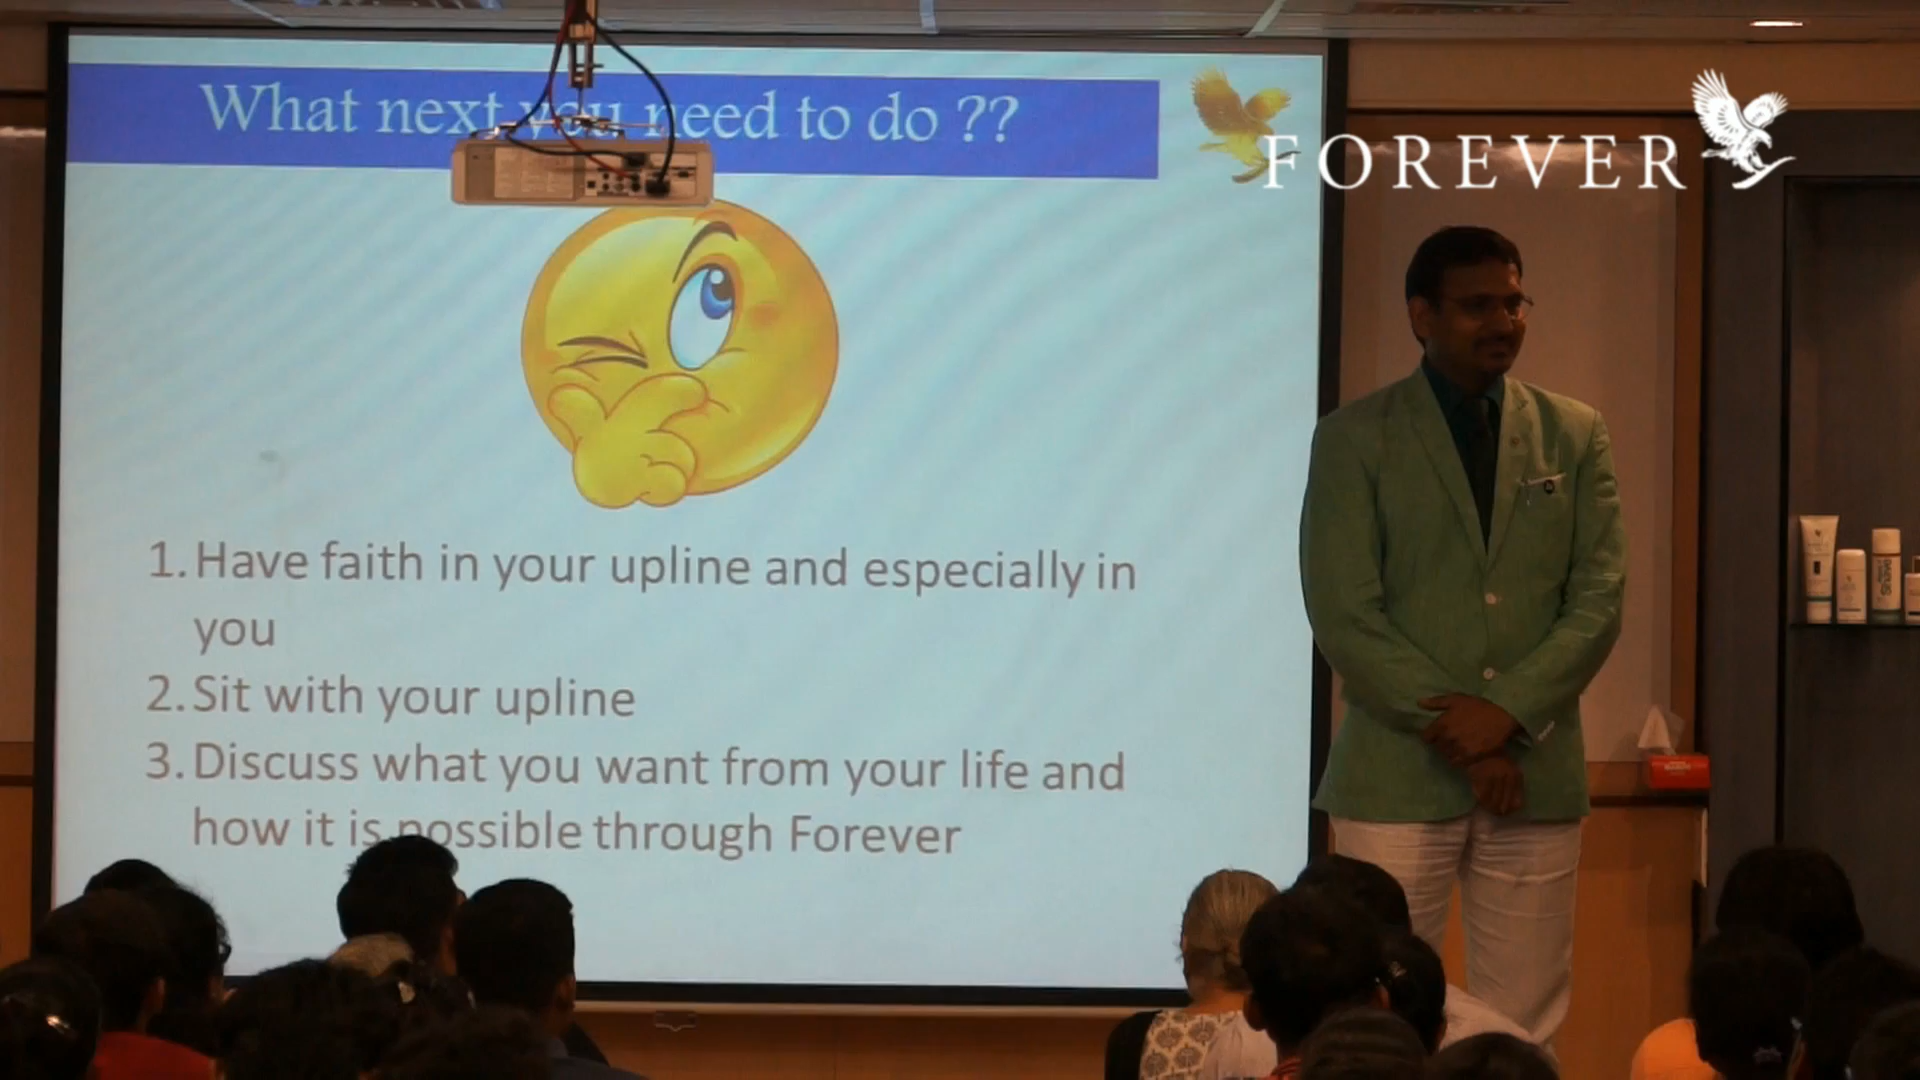 What next you need to do ??
FOREVER
1. Have faith in your upline and especially in
you
2. Sit with your upline
3. Discuss what you want from your life and
how it is possible through Forever